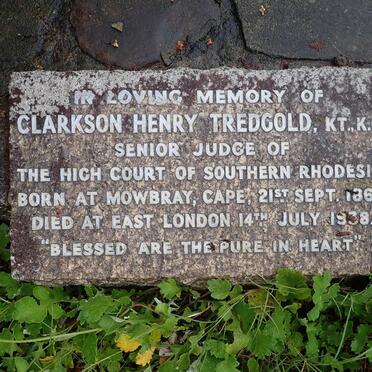 IN LOVING MEMORY OF
CLARKSON HENRY TREDGOLD, KT., K.
SENIOR JUDGE OF
THE HIGH COURT OF SOUTHERN RHODESI
BORN AT MOWBRAY, CAPE, 21ST SEPT. 186
DIED AT EAST LONDON 14TH JULY
"BLESSED ARE THE PURE IN HEART"